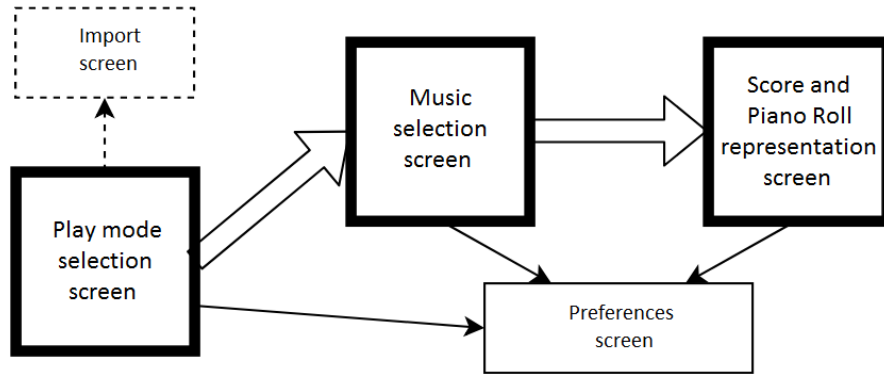 Import
screen
Music
selection
screen
Score and
Piano Roll
representation
screen
Play mode
selection
screen
Preferences
screen